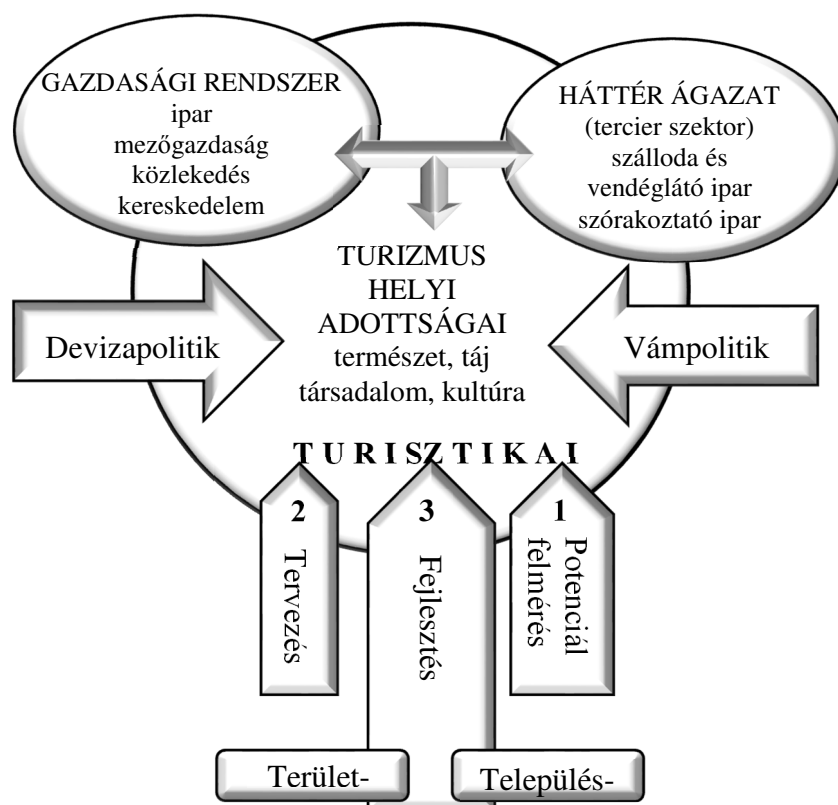 GAZDASÁGI RENDSZER
ipar
mezőgazdaság
közlekedés
kereskedelem
HÁTTÉR ÁGAZAT
(tercier szektor)
szálloda és
vendéglátó ipar
szórakoztató ipar
TURIZMUS
HELYI
ADOTTSÁGAI
természet, táj
társadalom, kultúra
Devizapolitik
Vámpolitik
T U R I S Z T I K A I
2
Tervezés
3
Fejlesztés
1
Potenciál
felmérés
Terület-
Település-